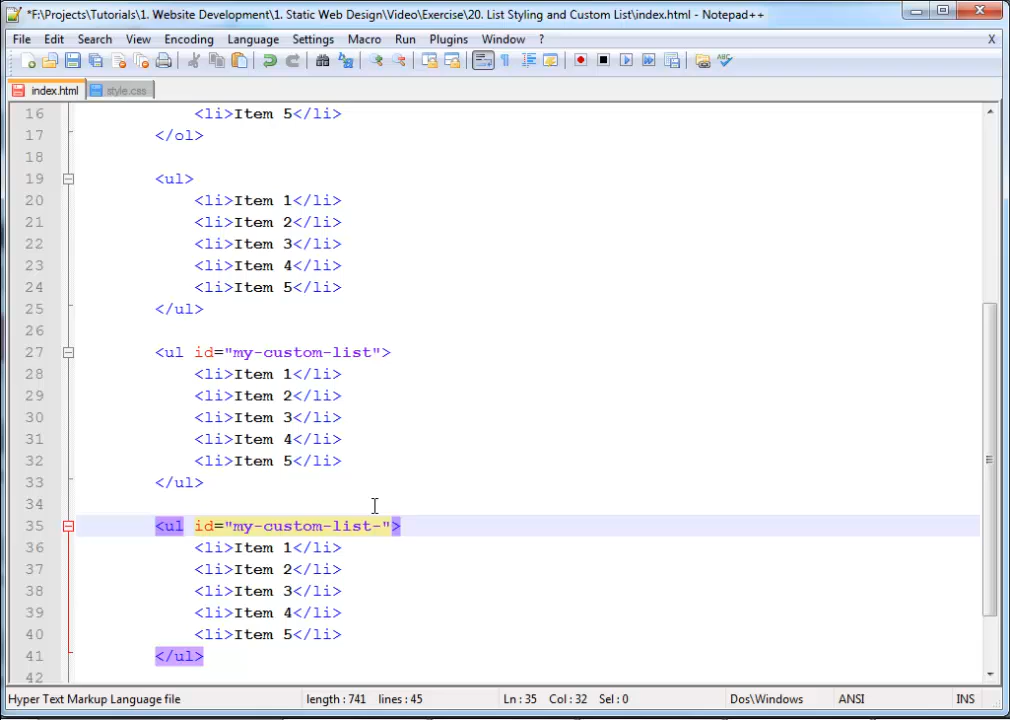 *F:\Projects\Tutorials\1. Website Development\1. Static Web Design\Video\Exercise\20. List Styling and Custom List\index.html - Notepad++
File Edit Search View Encoding Language Settings Macro Run Plugins Window ? X
index.html style.css
16 <li>Item 5</li>
17 </ol>
18
19 <ul>
20 <li>Item 1</li>
21 <li>Item 2</li>
22 <li>Item 3</li>
23 <li>Item 4</li>
24 <li>Item 5</li>
25 </ul>
26
27 <ul id="my-custom-list">
28 <li>Item 1</li>
29 <li>Item 2</li>
30 <li>Item 3</li>
31 <li>Item 4</li>
32 <li>Item 5</li>
33 </ul>
34
35 <ul id="my-custom-list-">
36 <li>Item 1</li>
37 <li>Item 2</li>
38 <li>Item 3</li>
39 <li>Item 4</li>
40 <li>Item 5</li>
41 </ul>
42
Hyper Text Markup Language file length : 741 lines : 45 Ln : 35 Col : 32 Sel : 0 Dos\Windows ANSI INS